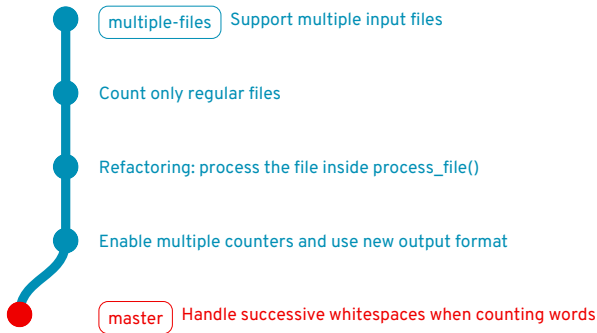 multiple-files Support multiple input files
Count only regular files
Refactoring: process the file inside process_file()
Enable multiple counters and use new output format
master Handle successive whitespaces when counting words